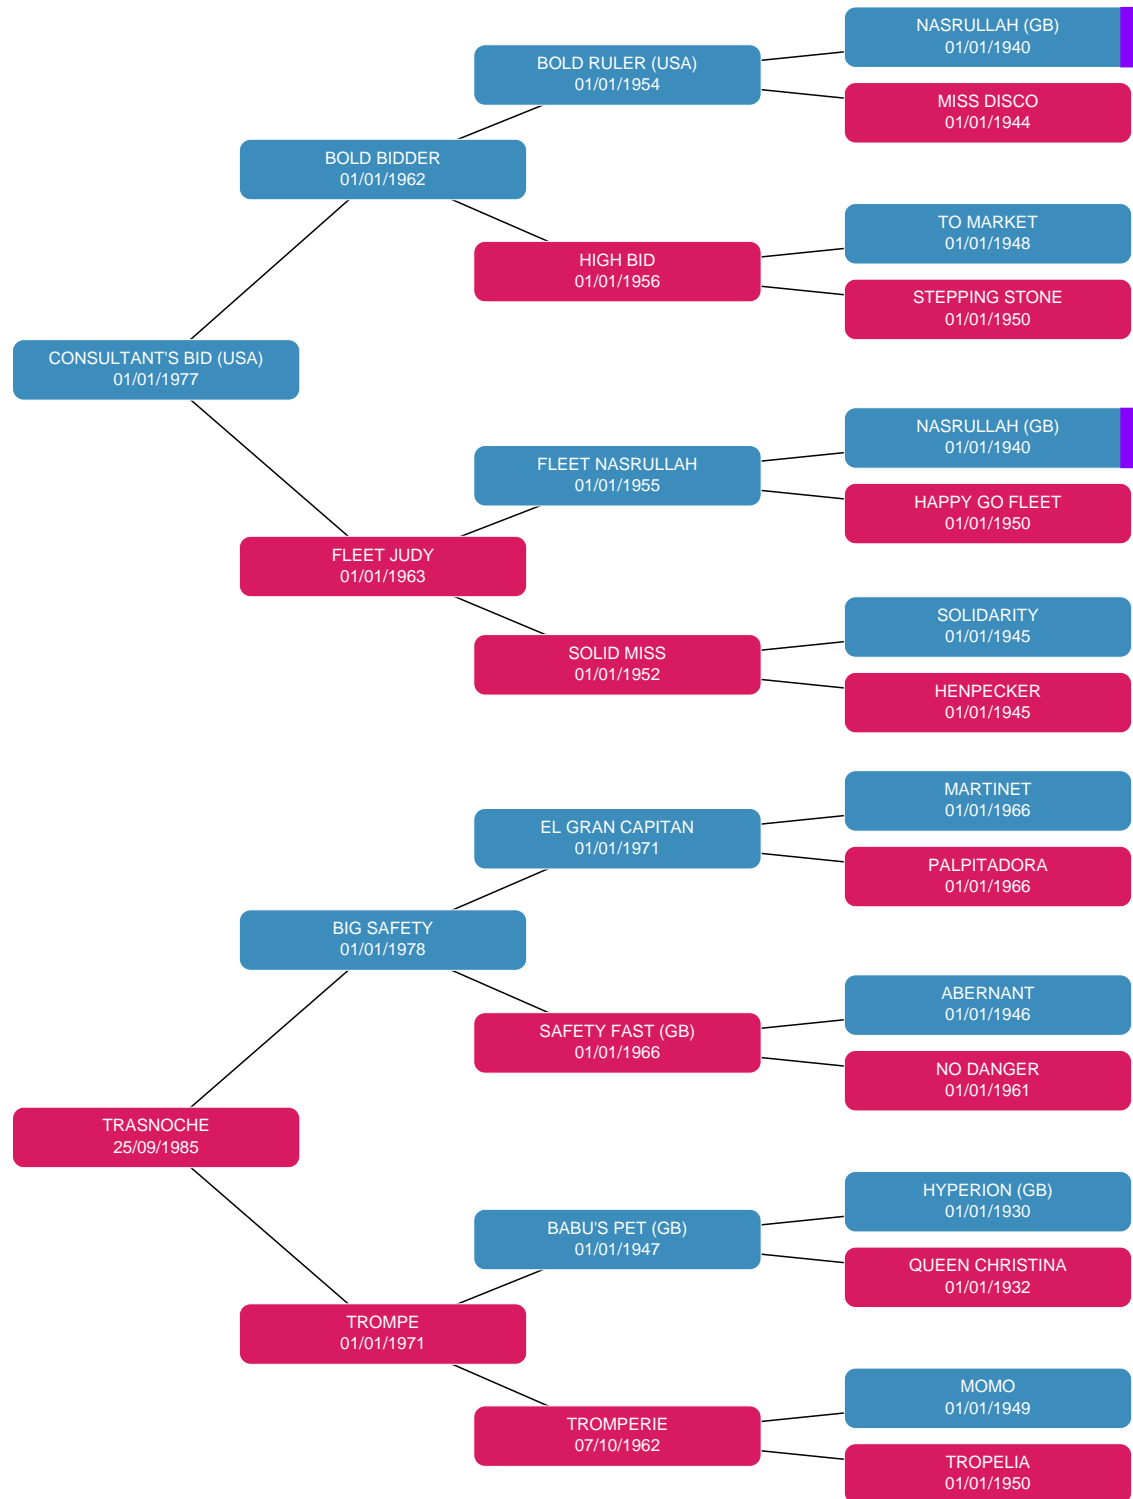 NASRULLAH (GB)
01/01/1940
BOLD RULER (USA)
01/01/1954
MISS DISCO
01/01/1944
BOLD BIDDER
01/01/1962
TO MARKET
01/01/1948
HIGH BID
01/01/1956
STEPPING STONE
01/01/1950
CONSULTANT'S BID (USA)
01/01/1977
NASRULLAH (GB)
01/01/1940
FLEET NASRULLAH
01/01/1955
HAPPY GO FLEET
01/01/1950
FLEET JUDY
01/01/1963
SOLIDARITY
01/01/1945
SOLID MISS
01/01/1952
HENPECKER
01/01/1945
MARTINET
01/01/1966
EL GRAN CAPITAN
01/01/1971
PALPITADORA
01/01/1966
BIG SAFETY
01/01/1978
ABERNANT
01/01/1946
SAFETY FAST (GB)
01/01/1966
NO DANGER
01/01/1961
TRASNOCHE
25/09/1985
HYPERION (GB)
01/01/1930
BABU'S PET (GB)
01/01/1947
QUEEN CHRISTINA
01/01/1932
TROMPE
01/01/1971
MOMO
01/01/1949
TROMPERIE
07/10/1962
TROPELIA
01/01/1950